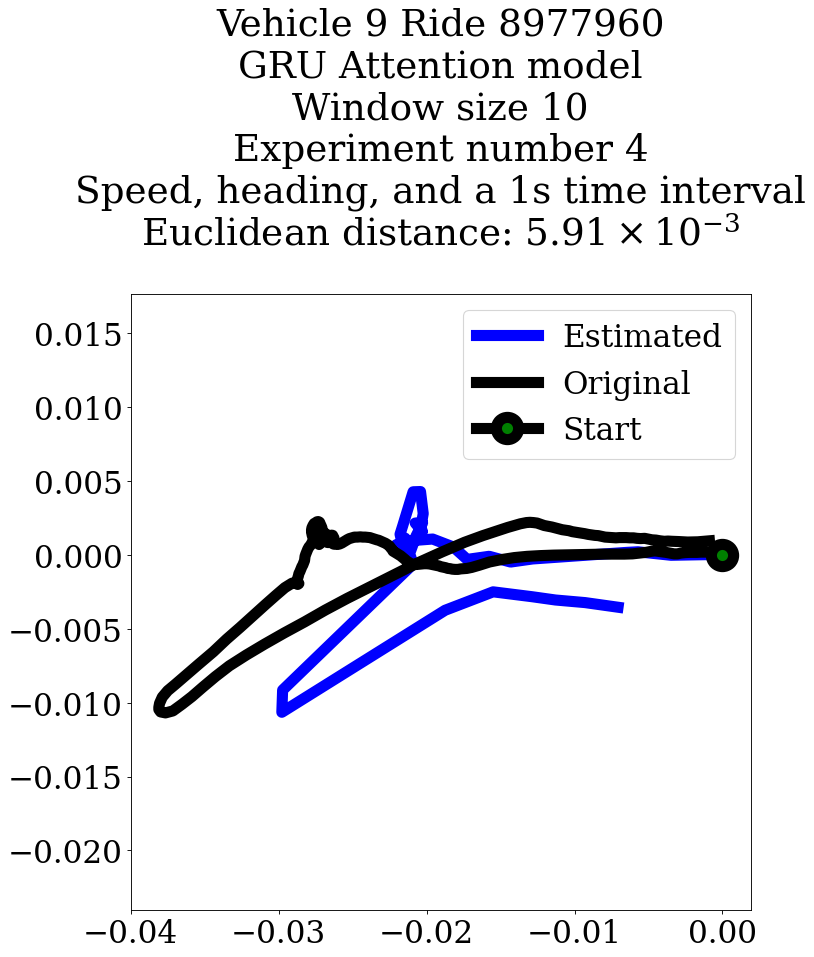 Vehicle 9 Ride 8977960
GRU Attention model
Window size 10
Experiment number 4
Speed, heading, and a 1s time interval
Euclidean distance: 5.91 × 10⁻³
Estimated
Original
Start
0.015
0.010
0.005
0.000
−0.005
−0.010
−0.015
−0.020
−0.04 −0.03 −0.02 −0.01 0.00